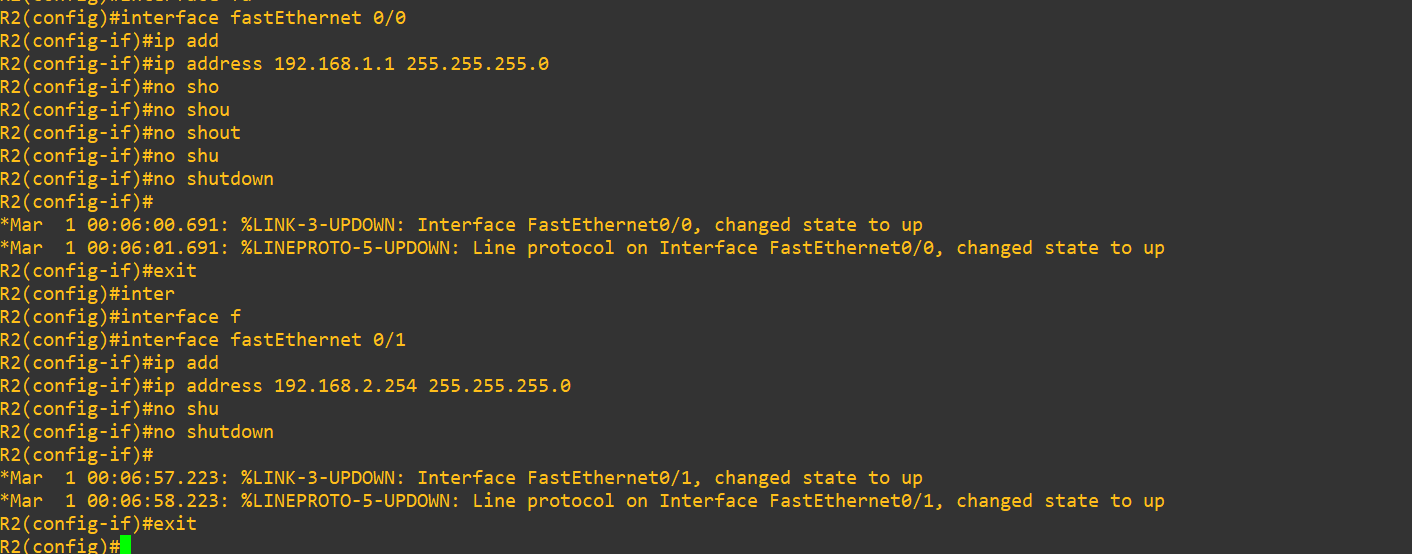 R2(config)#interface fastEthernet 0/0
R2(config-if)#ip add
R2(config-if)#ip address 192.168.1.1 255.255.255.0
R2(config-if)#no sho
R2(config-if)#no shou
R2(config-if)#no shout
R2(config-if)#no shu
R2(config-if)#no shutdown
R2(config-if)#
*Mar  1 00:06:00.691: %LINK-3-UPDOWN: Interface FastEthernet0/0, changed state to up
*Mar  1 00:06:01.691: %LINEPROTO-5-UPDOWN: Line protocol on Interface FastEthernet0/0, changed state to up
R2(config-if)#exit
R2(config)#inter
R2(config)#interface f
R2(config)#interface fastEthernet 0/1
R2(config-if)#ip add
R2(config-if)#ip address 192.168.2.254 255.255.255.0
R2(config-if)#no shu
R2(config-if)#no shutdown
R2(config-if)#
*Mar  1 00:06:57.223: %LINK-3-UPDOWN: Interface FastEthernet0/1, changed state to up
*Mar  1 00:06:58.223: %LINEPROTO-5-UPDOWN: Line protocol on Interface FastEthernet0/1, changed state to up
R2(config-if)#exit
R2(config)#